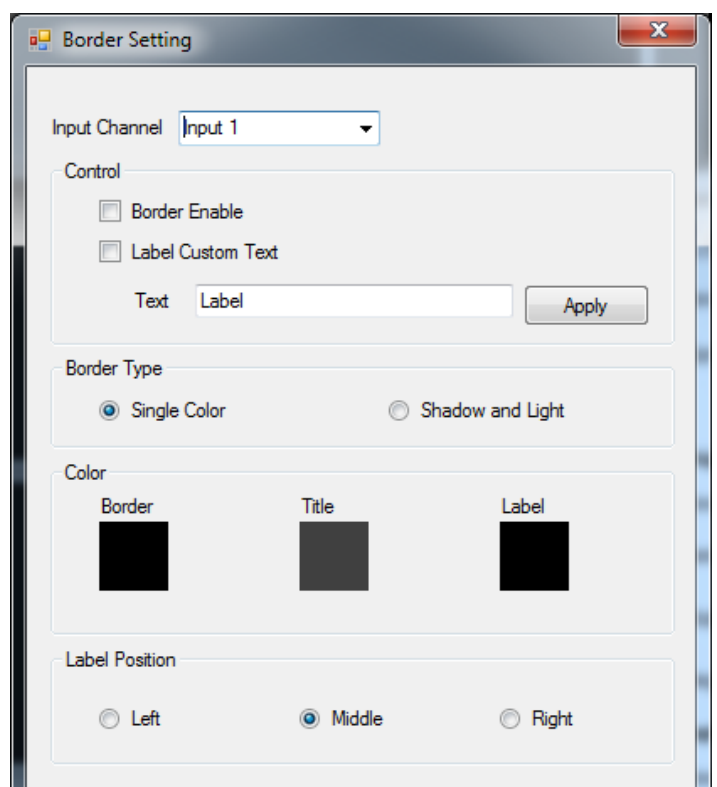 Border Setting
Input Channel Input 1
Control
Border Enable
Label Custom Text
Text Label Apply
Border Type
Single Color Shadow and Light
Color
Border Title Label
Label Position
Left Middle Right